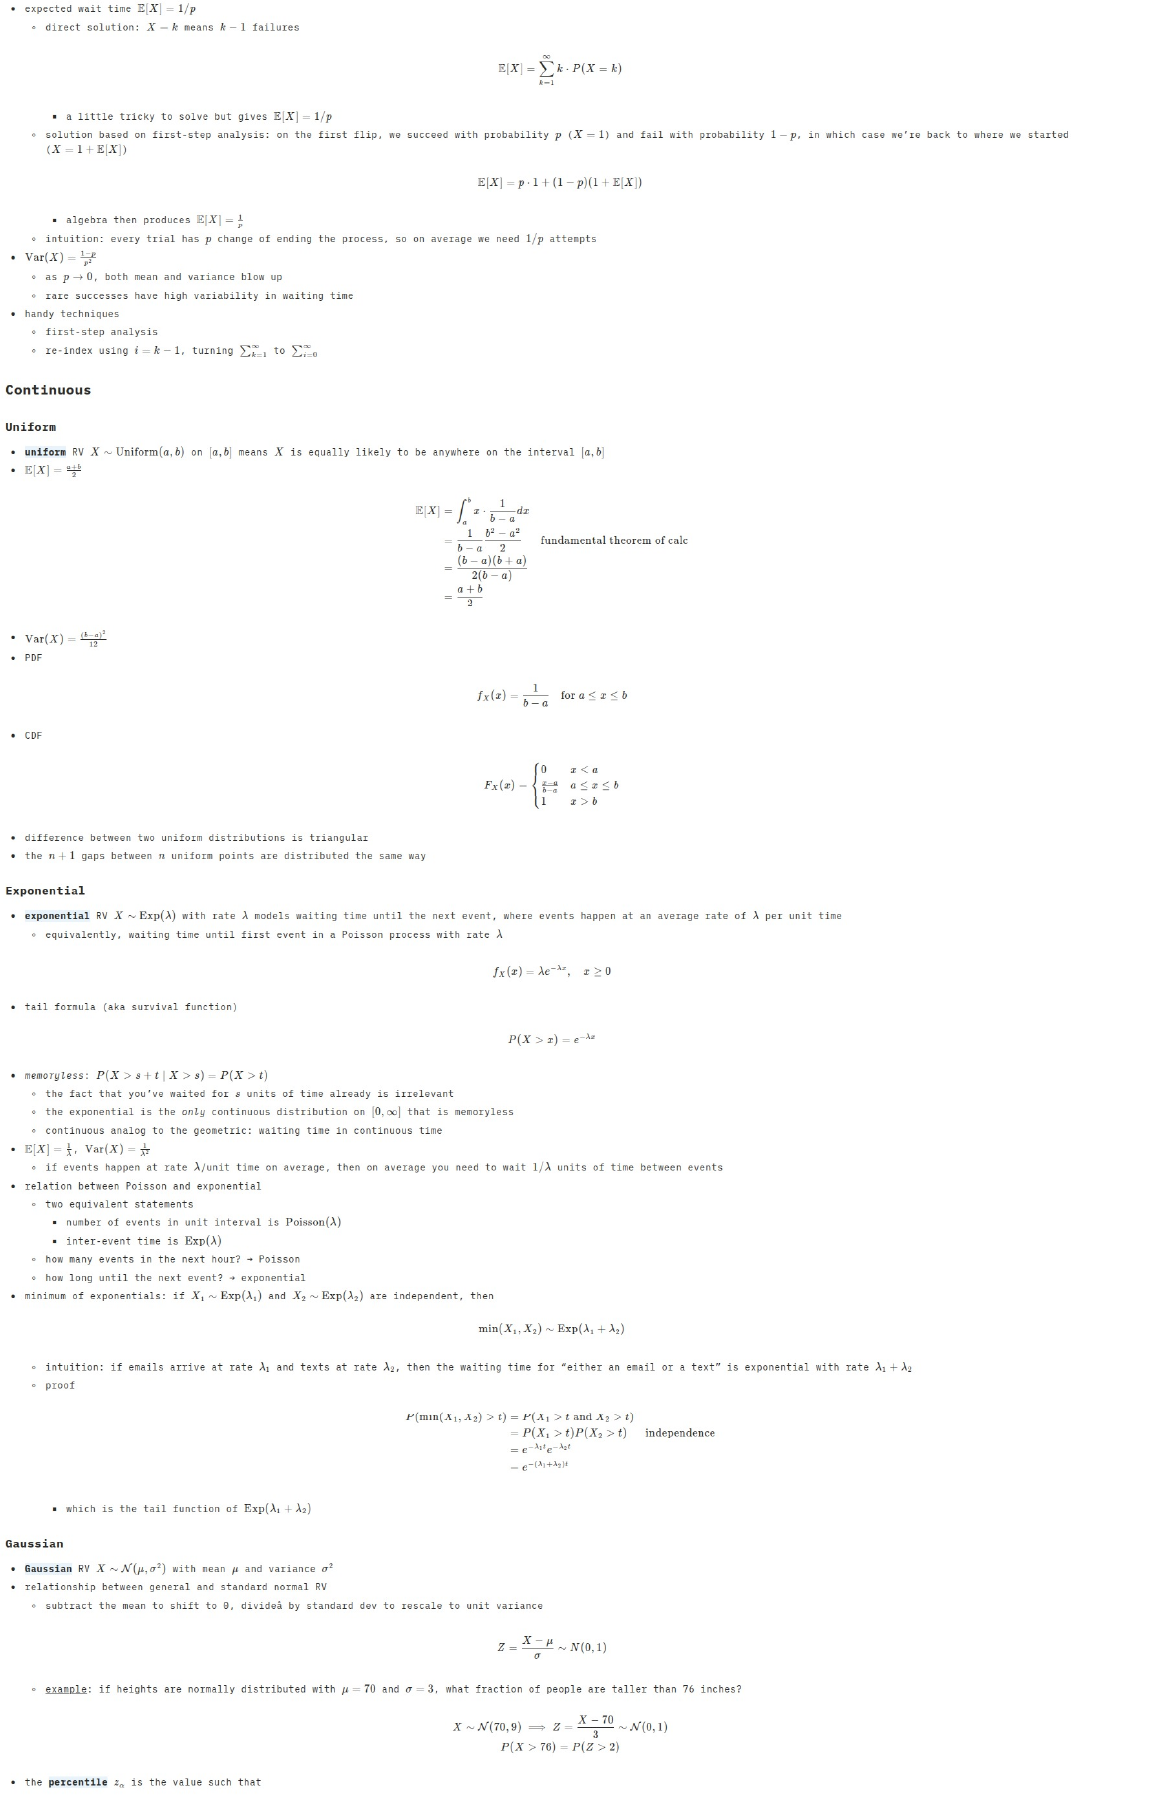 • expected wait time 𝔼[X] = 1/p
◦ direct solution: X = k means k − 1 failures
𝔼[X] = ∑_{k=1}^{∞} k · P(X = k)
▪ a little tricky to solve but gives 𝔼[X] = 1/p
◦ solution based on first-step analysis: on the first flip, we succeed with probability p (X = 1) and fail with probability 1 − p, in which case we're back to where we started
(X = 1 + 𝔼[X])
𝔼[X] = p · 1 + (1 − p)(1 + 𝔼[X])
▪ algebra then produces 𝔼[X] = 1/p
◦ intuition: every trial has p change of ending the process, so on average we need 1/p attempts
• Var(X) = (1−p)/p²
◦ as p → 0, both mean and variance blow up
◦ rare successes have high variability in waiting time
• handy techniques
◦ first-step analysis
◦ re-index using i = k − 1, turning ∑_{k=1}^{∞} to ∑_{i=0}^{∞}
Continuous
Uniform
• uniform RV X ∼ Uniform(a, b) on [a, b] means X is equally likely to be anywhere on the interval [a, b]
• 𝔼[X] = (a+b)/2
𝔼[X] = ∫_a^b x · 1/(b − a) dx
= 1/(b − a) (b² − a²)/2 fundamental theorem of calc
= (b − a)(b + a)/2(b − a)
= (a + b)/2
• Var(X) = (b−a)²/12
• PDF
f_X(x) = 1/(b − a) for a ≤ x ≤ b
• CDF
F_X(x) = { 0 x < a
(x−a)/(b−a) a ≤ x ≤ b
1 x > b
• difference between two uniform distributions is triangular
• the n + 1 gaps between n uniform points are distributed the same way
Exponential
• exponential RV X ∼ Exp(λ) with rate λ models waiting time until the next event, where events happen at an average rate of λ per unit time
◦ equivalently, waiting time until first event in a Poisson process with rate λ
f_X(x) = λe^{−λx}, x ≥ 0
• tail formula (aka survival function)
P(X > x) = e^{−λx}
• memoryless: P(X > s + t | X > s) = P(X > t)
◦ the fact that you've waited for s units of time already is irrelevant
◦ the exponential is the only continuous distribution on [0, ∞] that is memoryless
◦ continuous analog to the geometric: waiting time in continuous time
• 𝔼[X] = 1/λ, Var(X) = 1/λ²
◦ if events happen at rate λ/unit time on average, then on average you need to wait 1/λ units of time between events
• relation between Poisson and exponential
◦ two equivalent statements
▪ number of events in unit interval is Poisson(λ)
▪ inter-event time is Exp(λ)
◦ how many events in the next hour? → Poisson
◦ how long until the next event? → exponential
• minimum of exponentials: if X₁ ∼ Exp(λ₁) and X₂ ∼ Exp(λ₂) are independent, then
min(X₁, X₂) ∼ Exp(λ₁ + λ₂)
◦ intuition: if emails arrive at rate λ₁ and texts at rate λ₂, then the waiting time for “either an email or a text” is exponential with rate λ₁ + λ₂
◦ proof
P(min(X₁, X₂) > t) = P(X₁ > t and X₂ > t)
= P(X₁ > t)P(X₂ > t) independence
= e^{−λ₁t}e^{−λ₂t}
= e^{−(λ₁+λ₂)t}
▪ which is the tail function of Exp(λ₁ + λ₂)
Gaussian
• Gaussian RV X ∼ 𝒩(μ, σ²) with mean μ and variance σ²
• relationship between general and standard normal RV
◦ subtract the mean to shift to 0, divideâ by standard dev to rescale to unit variance
Z = (X − μ)/σ ∼ N(0, 1)
◦ example: if heights are normally distributed with μ = 70 and σ = 3, what fraction of people are taller than 76 inches?
X ∼ 𝒩(70, 9) ⟹ Z = (X − 70)/3 ∼ 𝒩(0, 1)
P(X > 76) = P(Z > 2)
• the percentile z_α is the value such that